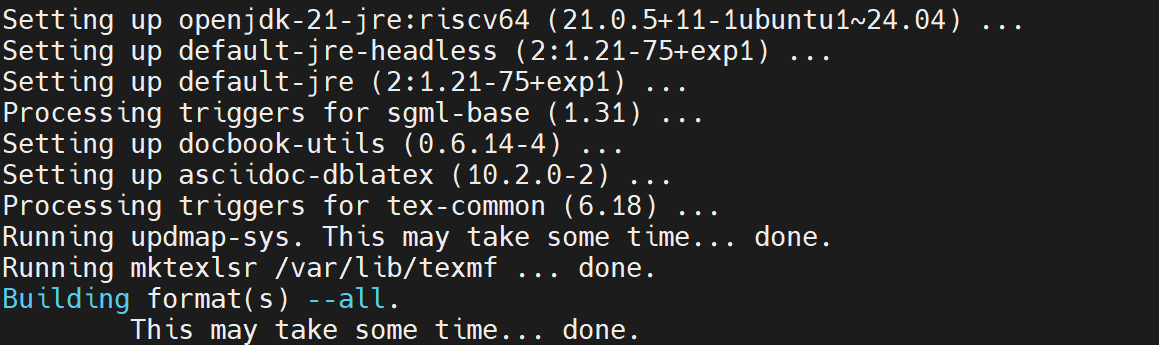 Setting up openjdk-21-jre:riscv64 (21.0.5+11-1ubuntu1~24.04) ...
Setting up default-jre-headless (2:1.21-75+exp1) ...
Setting up default-jre (2:1.21-75+exp1) ...
Processing triggers for sgml-base (1.31) ...
Setting up docbook-utils (0.6.14-4) ...
Setting up asciidoc-dblatex (10.2.0-2) ...
Processing triggers for tex-common (6.18) ...
Running updmap-sys. This may take some time... done.
Running mktexlsr /var/lib/texmf ... done.
Building format(s) --all.
        This may take some time... done.